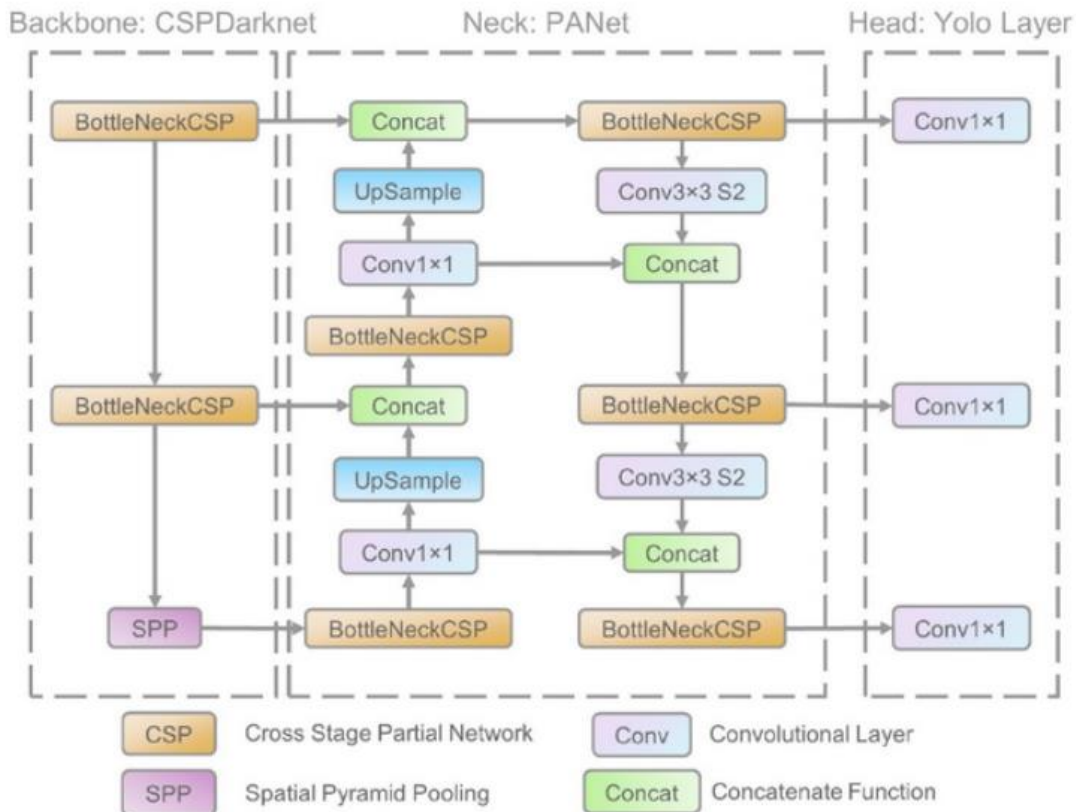 Backbone: CSPDarknet Neck: PANet Head: Yolo Layer
BottleNeckCSP Concat BottleNeckCSP Conv1×1
UpSample Conv3×3 S2
Conv1×1 Concat
BottleNeckCSP
BottleNeckCSP Concat BottleNeckCSP Conv1×1
UpSample Conv3×3 S2
Conv1×1 Concat
SPP BottleNeckCSP BottleNeckCSP Conv1×1
CSP Cross Stage Partial Network Conv Convolutional Layer
SPP Spatial Pyramid Pooling Concat Concatenate Function